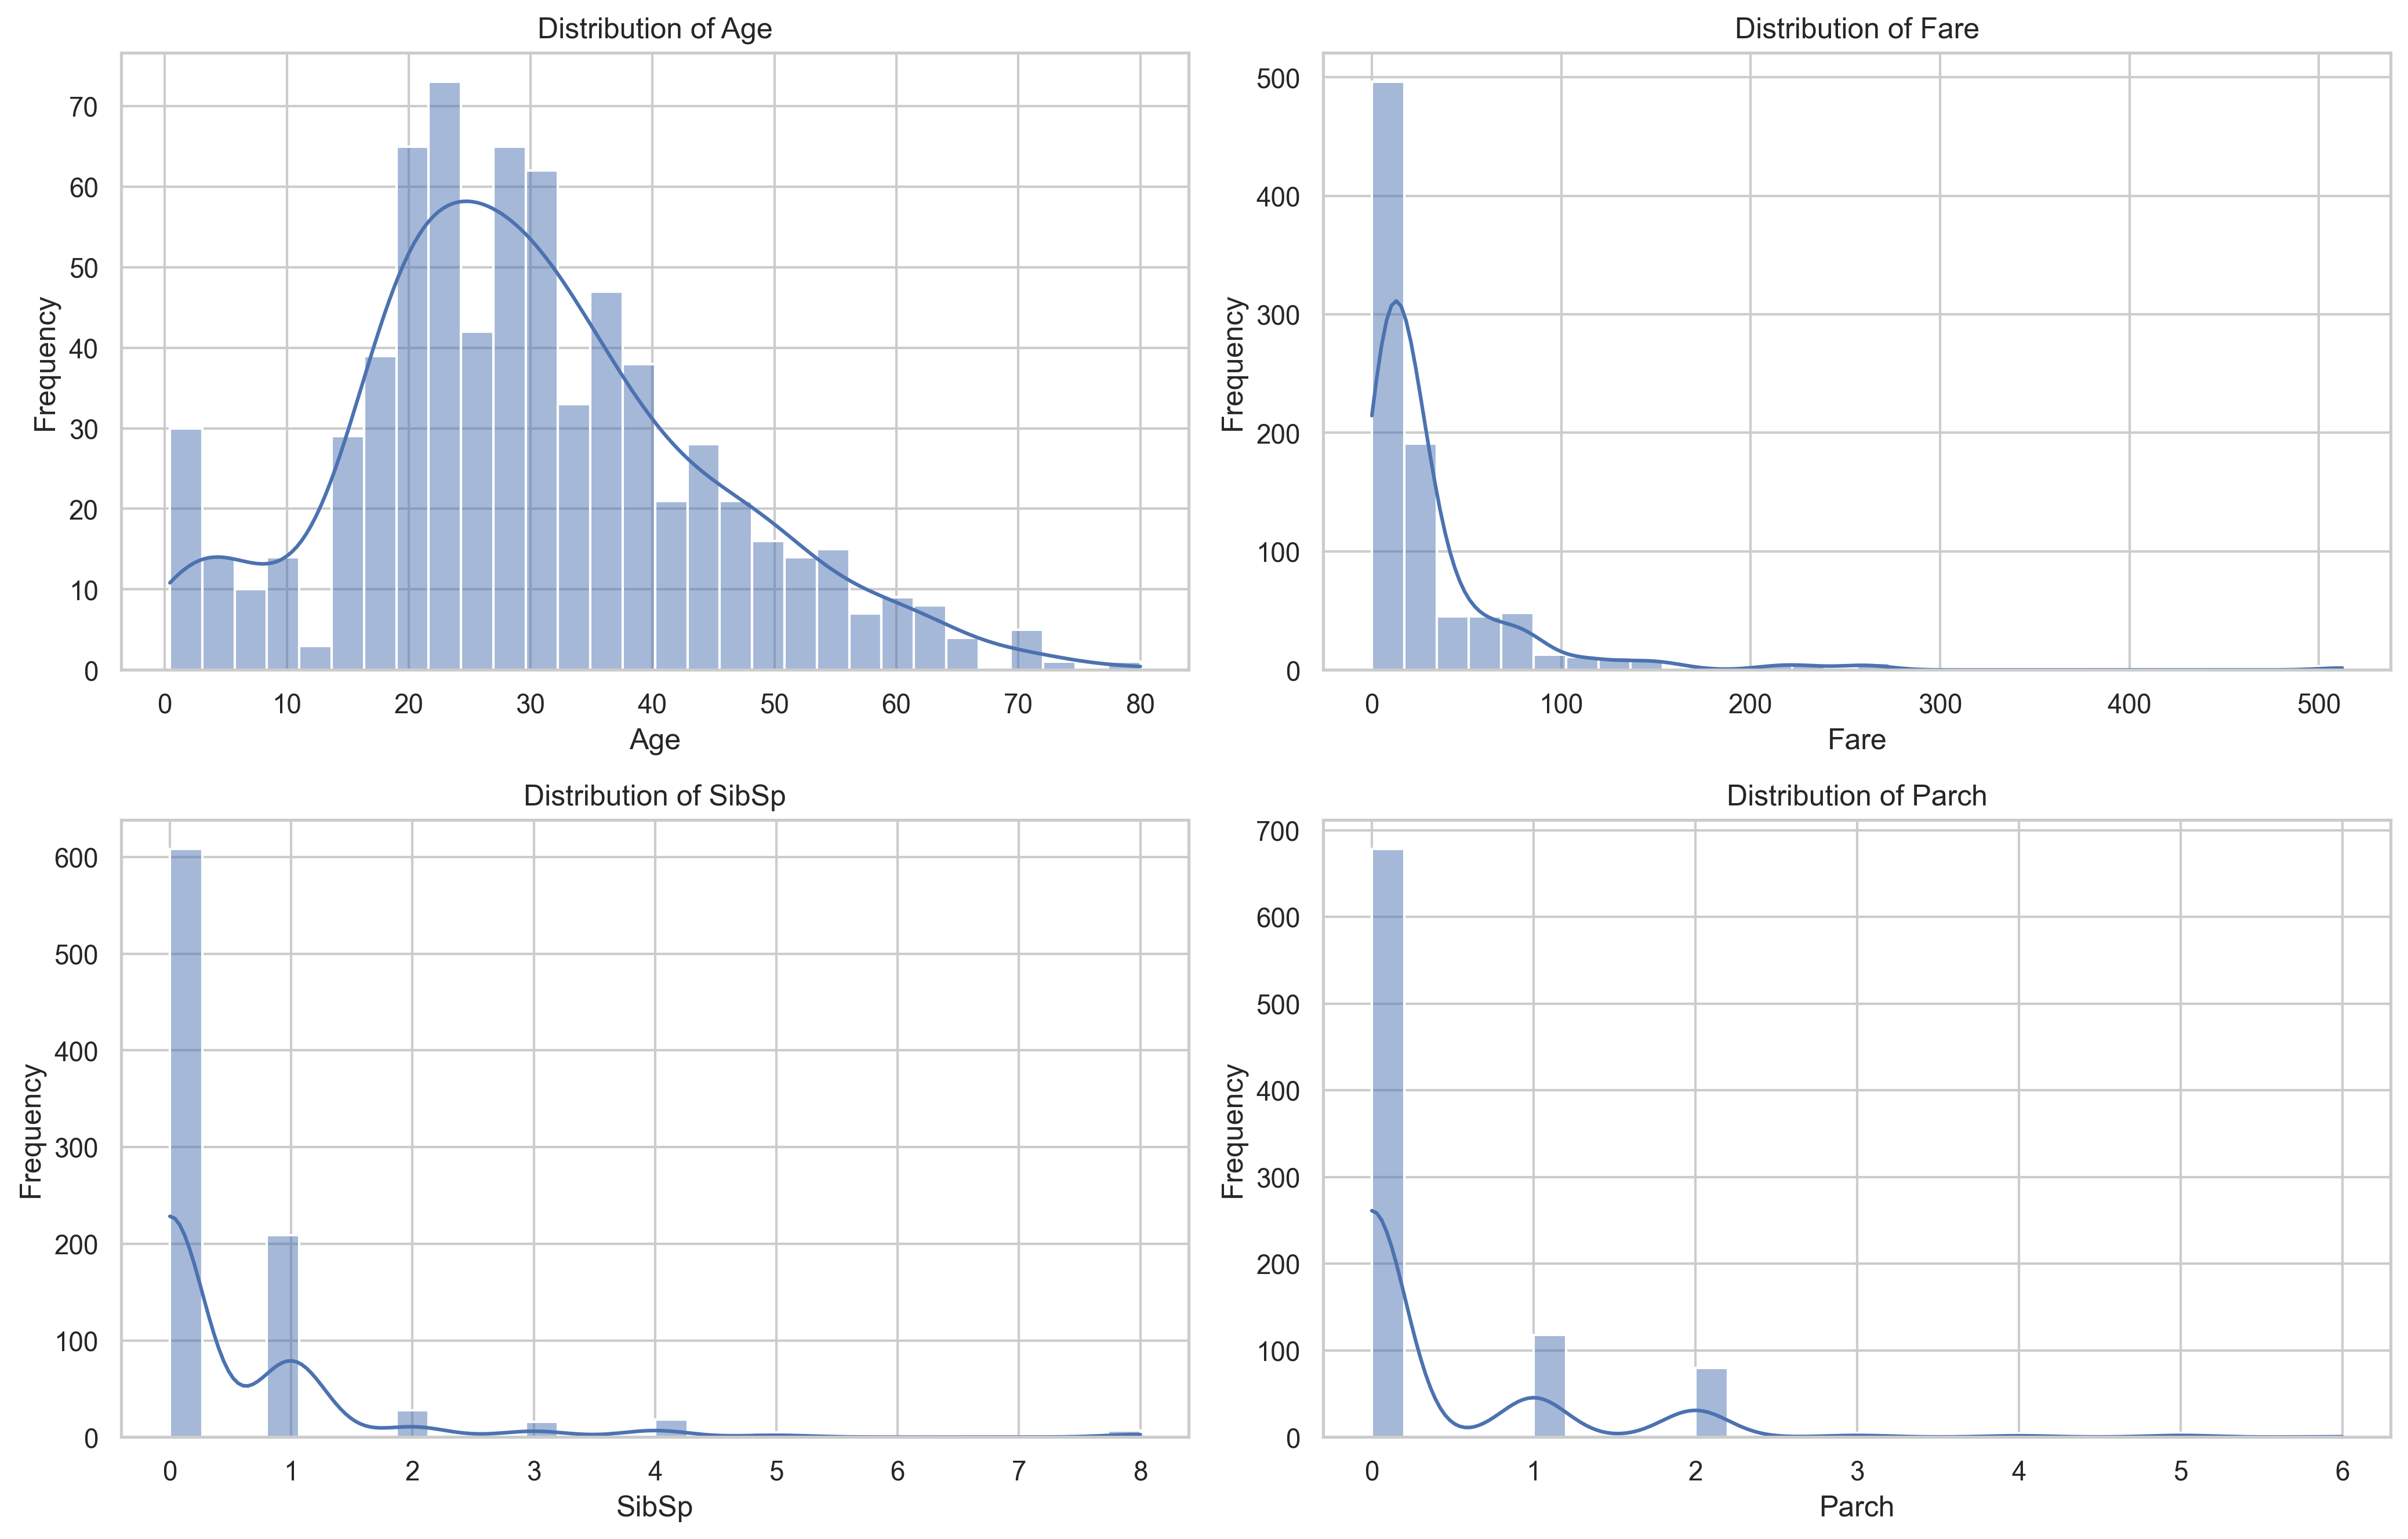 Distribution of Age
Frequency
70
60
50
40
30
20
10
0
0 10 20 30 40 50 60 70 80
Age
Distribution of Fare
Frequency
500
400
300
200
100
0
0 100 200 300 400 500
Fare
Distribution of SibSp
Frequency
600
500
400
300
200
100
0
0 1 2 3 4 5 6 7 8
SibSp
Distribution of Parch
Frequency
700
600
500
400
300
200
100
0
0 1 2 3 4 5 6
Parch